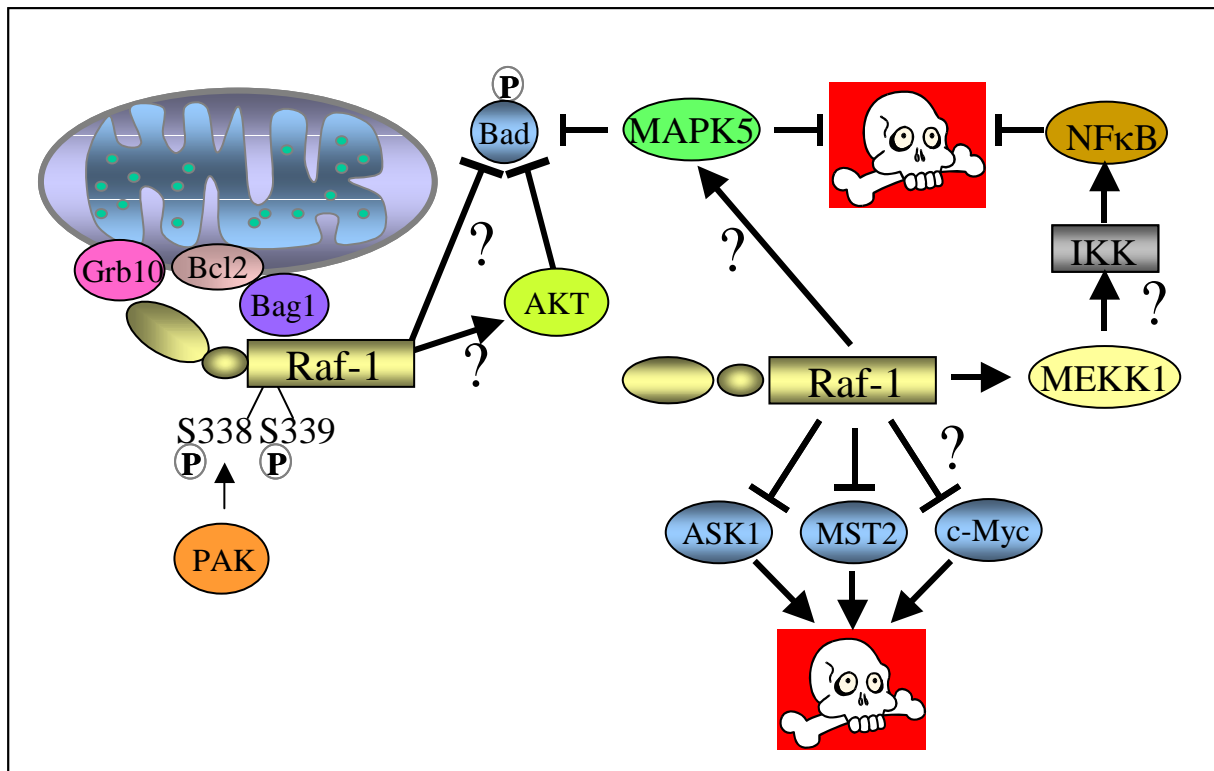 P
Bad
MAPK5
NFκB
Grb10
Bcl2
Bag1
?
AKT
?
IKK
?
?
Raf-1
Raf-1
MEKK1
S338 S339
P P
?
PAK
ASK1
MST2
c-Myc